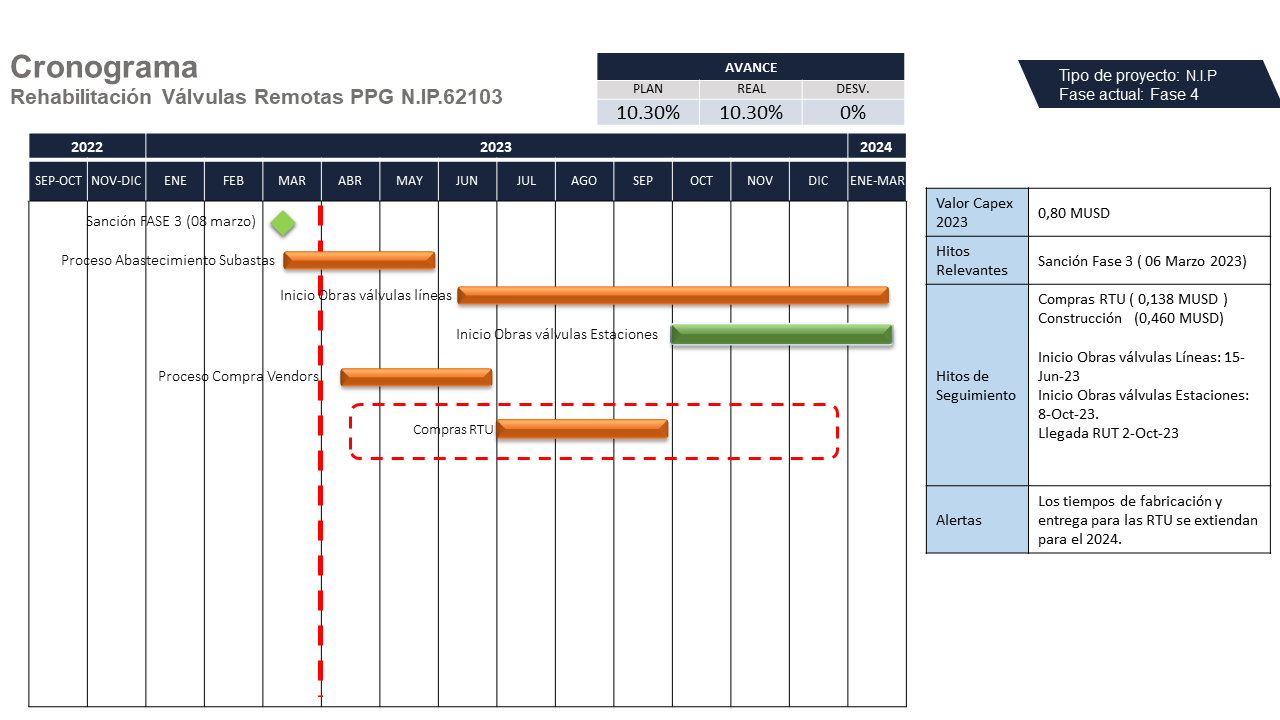 Cronograma
Rehabilitación Válvulas Remotas PPG N.IP.62103
AVANCE
PLAN REAL DESV.
10.30% 10.30% 0%
Tipo de proyecto: N.I.P
Fase actual: Fase 4
2022 2023 2024
SEP-OCT NOV-DIC ENE FEB MAR ABR MAY JUN JUL AGO SEP OCT NOV DIC ENE-MAR
Sanción FASE 3 (08 marzo)
Proceso Abastecimiento Subastas
Inicio Obras válvulas líneas
Inicio Obras válvulas Estaciones
Proceso Compra Vendors
Compras RTU
Valor Capex
2023
0,80 MUSD
Hitos
Relevantes
Sanción Fase 3 ( 06 Marzo 2023)
Hitos de
Seguimiento
Compras RTU ( 0,138 MUSD )
Construcción (0,460 MUSD)
Inicio Obras válvulas Líneas: 15-
Jun-23
Inicio Obras válvulas Estaciones:
8-Oct-23.
Llegada RUT 2-Oct-23
Alertas
Los tiempos de fabricación y
entrega para las RTU se extiendan
para el 2024.